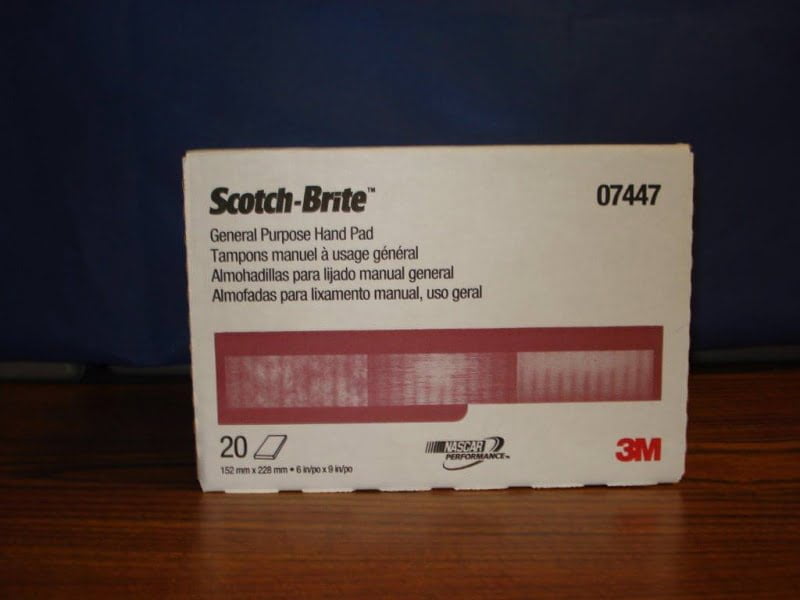 Scotch-Brite™
07447
General Purpose Hand Pad
Tampons manuel à usage général
Almohadillas para lijado manual general
Almofadas para lixamento manual, uso geral
20
152 mm x 228 mm • 6 in/po x 9 in/po
NASCAR
PERFORMANCE™
3M